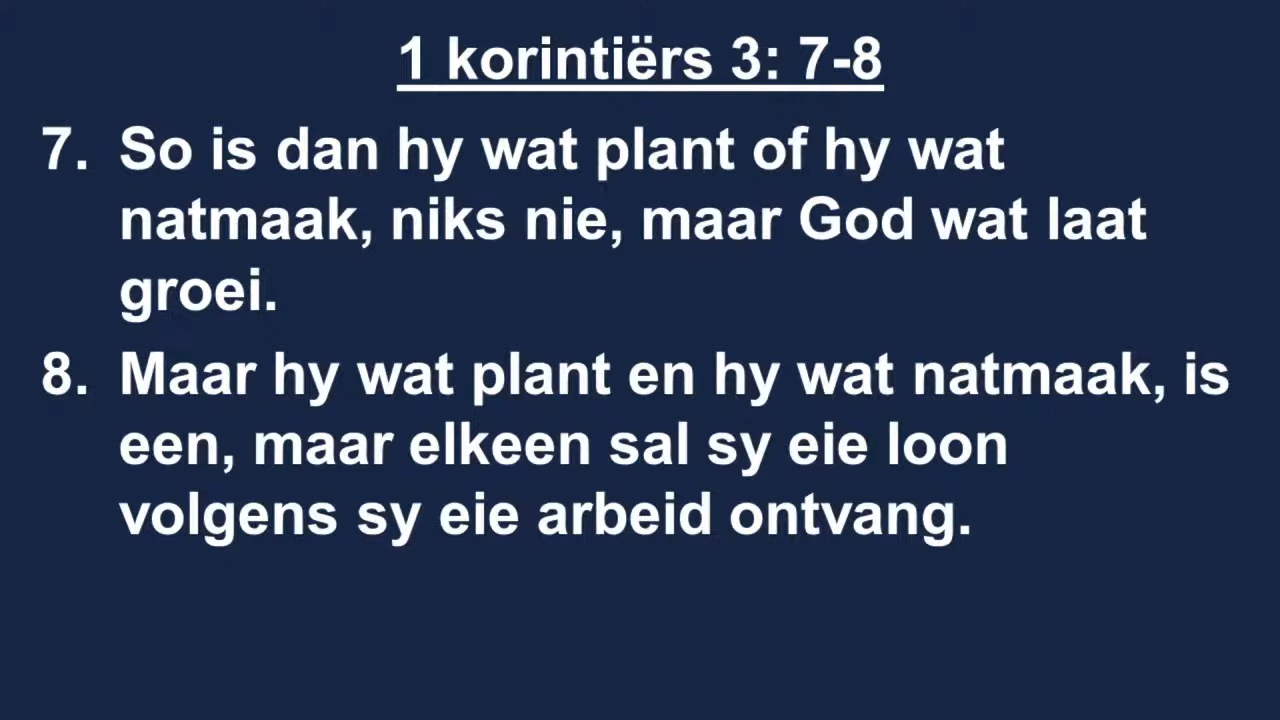 1 korintiërs 3: 7-8
7. So is dan hy wat plant of hy wat
natmaak, niks nie, maar God wat laat
groei.
8. Maar hy wat plant en hy wat natmaak, is
een, maar elkeen sal sy eie loon
volgens sy eie arbeid ontvang.